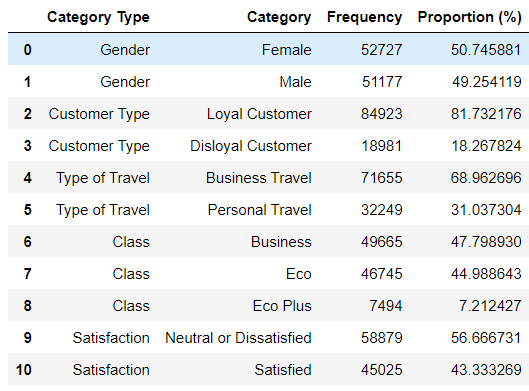 Category Type Category Frequency Proportion (%)
0 Gender Female 52727 50.745881
1 Gender Male 51177 49.254119
2 Customer Type Loyal Customer 84923 81.732176
3 Customer Type Disloyal Customer 18981 18.267824
4 Type of Travel Business Travel 71655 68.962696
5 Type of Travel Personal Travel 32249 31.037304
6 Class Business 49665 47.798930
7 Class Eco 46745 44.988643
8 Class Eco Plus 7494 7.212427
9 Satisfaction Neutral or Dissatisfied 58879 56.666731
10 Satisfaction Satisfied 45025 43.333269